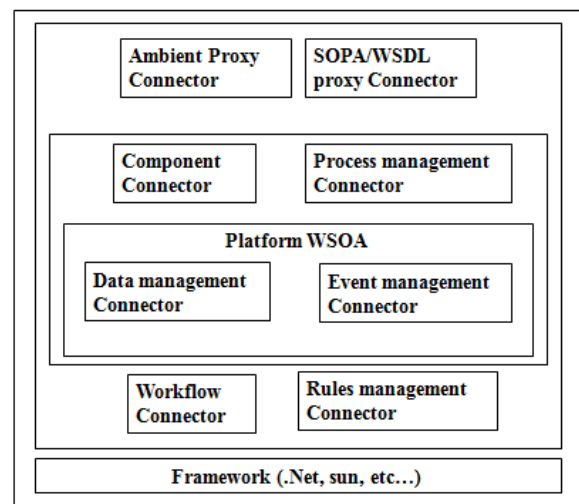 Ambient Proxy
Connector
SOPA/WSDL
proxy Connector
Component
Connector
Process management
Connector
Platform WSOA
Data management
Connector
Event management
Connector
Workflow
Connector
Rules management
Connector
Framework (.Net, sun, etc…)